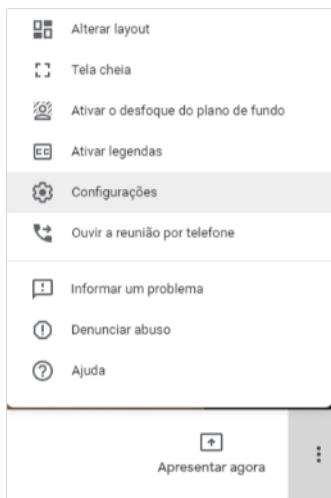 Alterar layout
Tela cheia
Ativar o desfoque do plano de fundo
CC Ativar legendas
Configurações
Ouvir a reunião por telefone
Informar um problema
Denunciar abuso
Ajuda
Apresentar agora